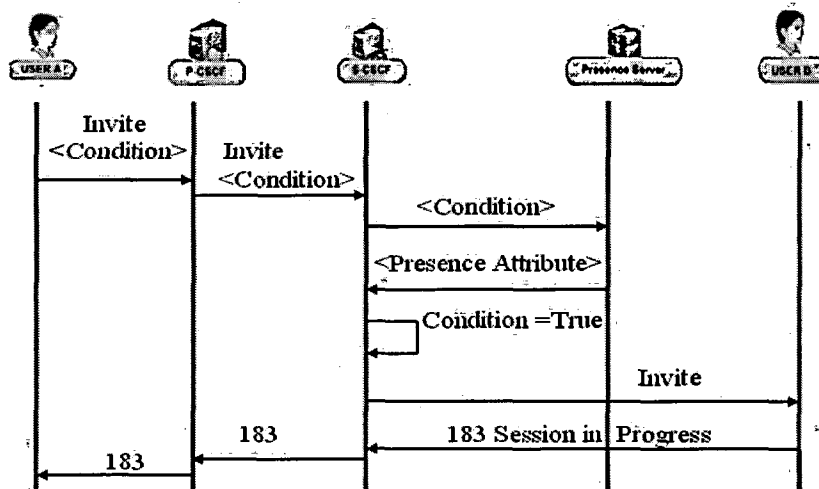 USER A
P-CSCF
S-CSCF
Presence Server
USER B
Invite
<Condition>
Invite
<Condition>
<Condition>
<Presence Attribute>
Condition =True
Invite
183 Session in Progress
183
183